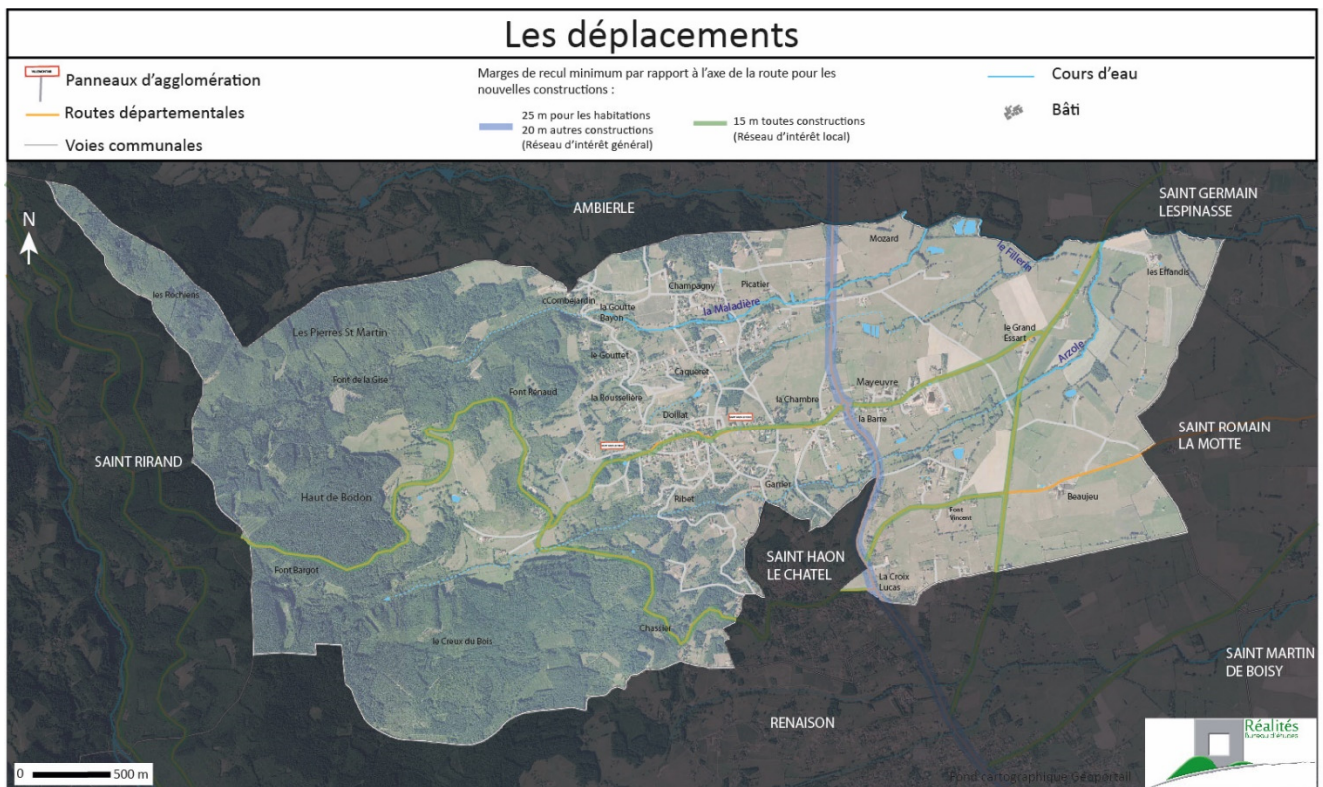 Les déplacements
Panneaux d'agglomération
Routes départementales
Voies communales
Marges de recul minimum par rapport à l'axe de la route pour les
nouvelles constructions :
25 m pour les habitations
20 m autres constructions
(Réseau d'intérêt général)
15 m toutes constructions
(Réseau d'intérêt local)
Cours d'eau
Bâti
N
AMBIERLE
SAINT GERMAIN
LESPINASSE
Mozard
le Fillerin
les Effandis
les Rochiens
Champagny
Picatier
cCombejardin
la Goutte
Bayon
la Maladière
Les Pierres St Martin
le Grand
Essart
le Gouttet
Arzole
Font de la Gise
Caqueret
Mayeuvre
Font Renaud
la Bousselière
la Chambre
Doillat
la Barre
SAINT ROMAIN
LA MOTTE
SAINT RIRAND
Haut de Bodon
Ribet
Garrier
Beaujeu
Font
Vincent
SAINT HAON
LE CHATEL
Font Bargot
La Croix
Lucas
Chassier
le Creux du Bois
SAINT MARTIN
DE BOISY
RENAISON
Réalités
Bureau d'études
0 500 m
Fond cartographique Géoportail